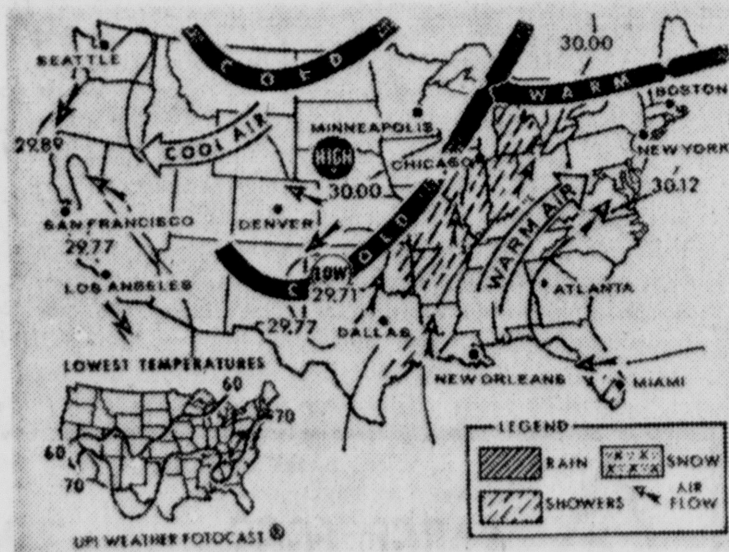 30.00
COLD
WARM
SEATTLE
BOSTON
MINNEAPOLIS
29.89
COOL AIR
NEW YORK
HIGH
CHICAGO
30.00
30.12
SAN FRANCISCO
DENVER
COLD
WARM AIR
29.77
LOW
LOS ANGELES
29.71
ATLANTA
29.77
DALLAS
LOWEST TEMPERATURES
NEW ORLEANS
MIAMI
60
70
60
70
LEGEND
RAIN
SNOW
SHOWERS
AIR
FLOW
UPI WEATHER FOTOCAST ®